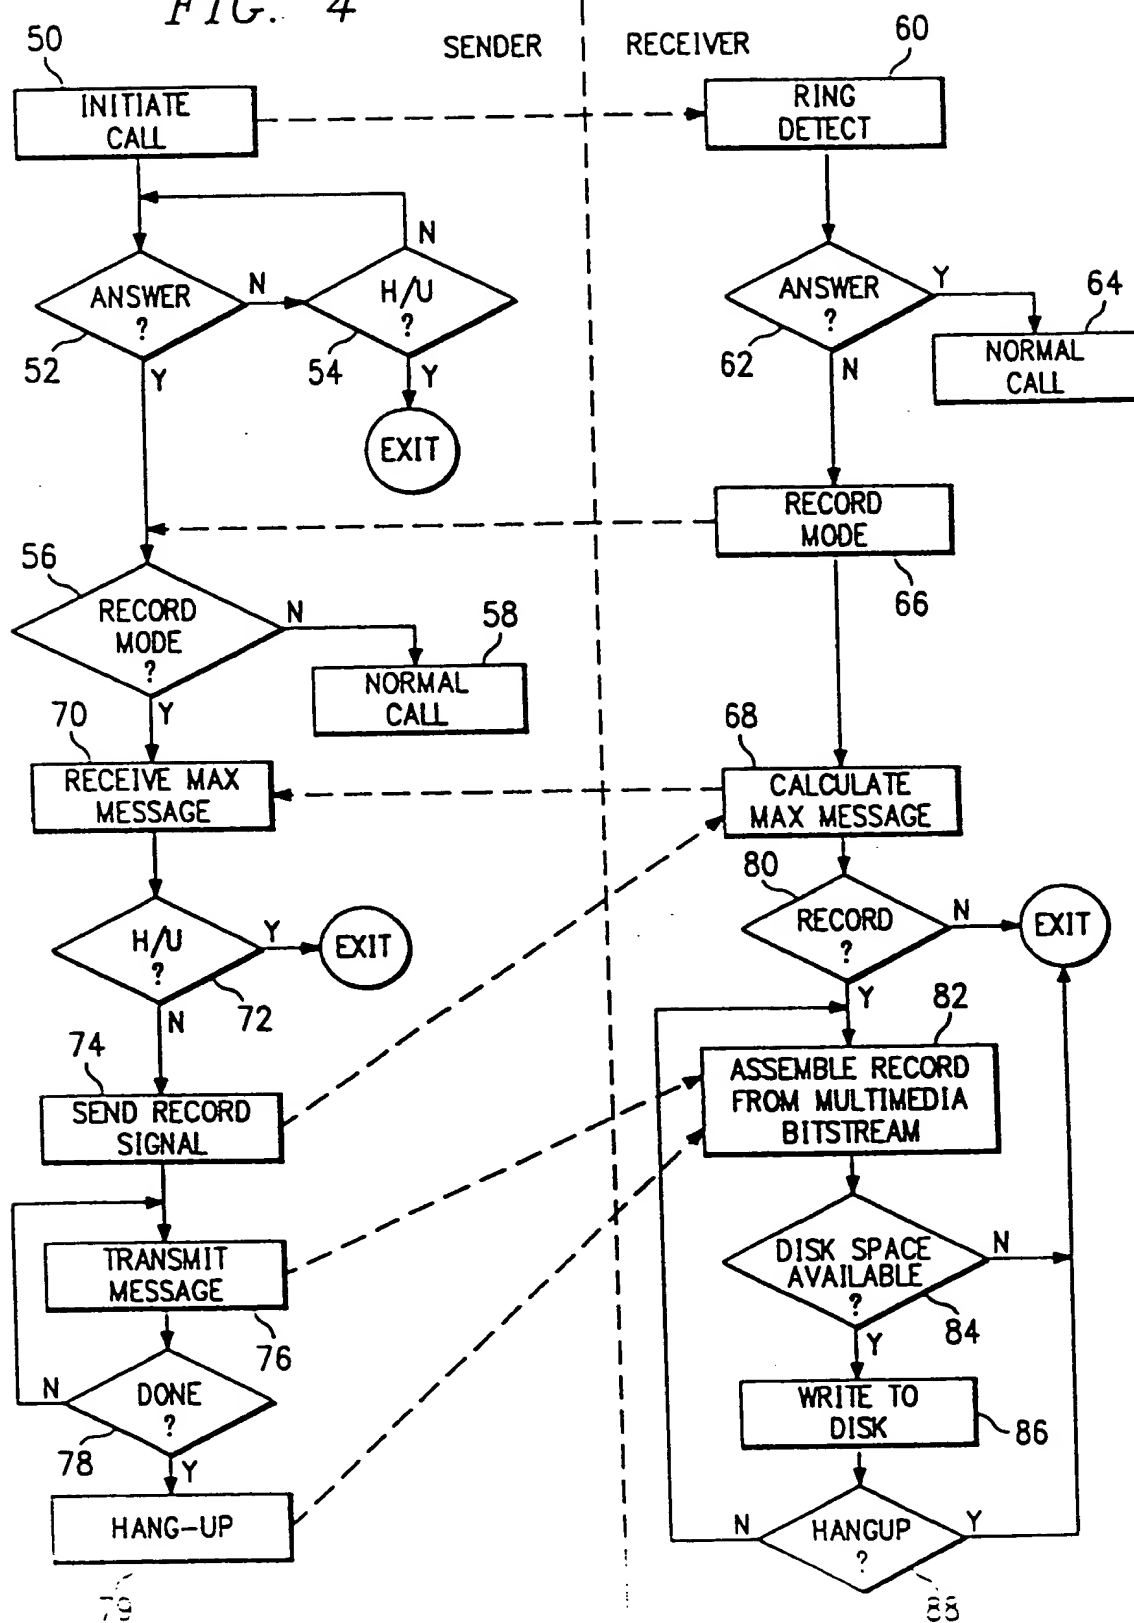 FIG. 4
SENDER
RECEIVER
50
INITIATE
CALL
N
ANSWER
?
52
N
H/U
?
54
Y
Y
EXIT
56
RECORD
MODE
?
N
58
NORMAL
CALL
Y
70
RECEIVE MAX
MESSAGE
H/U
?
72
Y
EXIT
N
74
SEND RECORD
SIGNAL
TRANSMIT
MESSAGE
76
N
DONE
?
78
Y
HANG-UP
79
60
RING
DETECT
ANSWER
?
62
Y
64
NORMAL
CALL
N
RECORD
MODE
66
68
CALCULATE
MAX MESSAGE
80
RECORD
?
N
EXIT
Y
82
ASSEMBLE RECORD
FROM MULTIMEDIA
BITSTREAM
DISK SPACE
AVAILABLE
?
84
N
Y
WRITE TO
DISK
86
N
HANGUP
?
Y
88